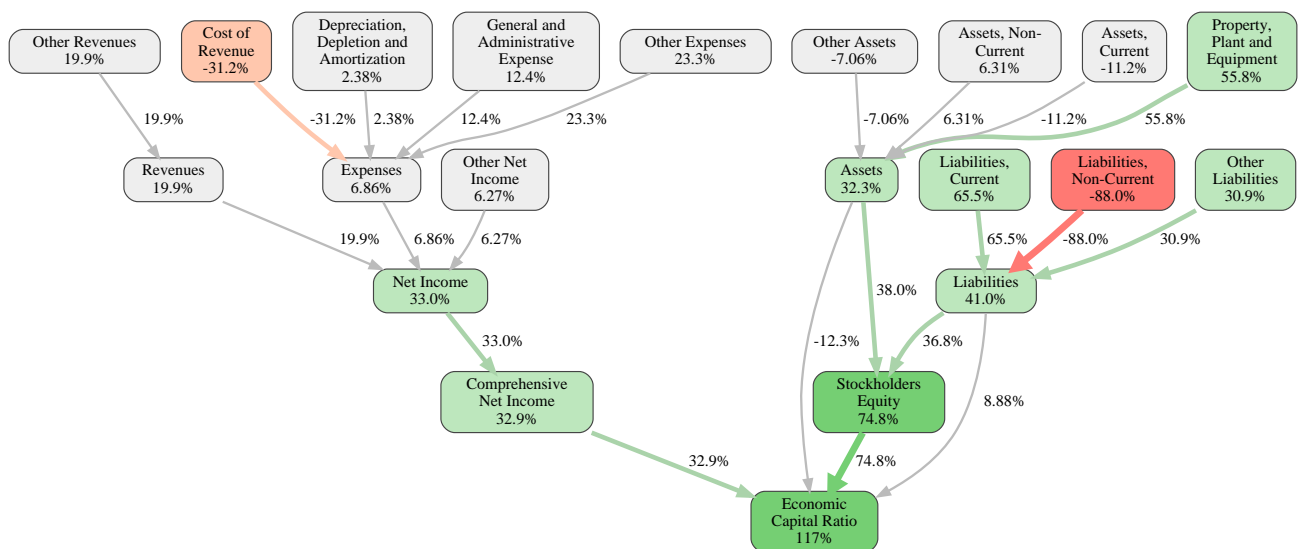 Other Revenues
19.9%
Cost of
Revenue
-31.2%
Depreciation,
Depletion and
Amortization
2.38%
General and
Administrative
Expense
12.4%
Other Expenses
23.3%
Other Assets
-7.06%
Assets, Non-
Current
6.31%
Assets,
Current
-11.2%
Property,
Plant and
Equipment
55.8%
19.9%
-31.2%
2.38%
12.4%
23.3%
-7.06%
6.31%
-11.2%
55.8%
Revenues
19.9%
Expenses
6.86%
Other Net
Income
6.27%
Assets
32.3%
Liabilities,
Current
65.5%
Liabilities,
Non-Current
-88.0%
Other
Liabilities
30.9%
19.9%
6.86%
6.27%
65.5%
-88.0%
30.9%
Net Income
33.0%
38.0%
Liabilities
41.0%
33.0%
-12.3%
36.8%
Comprehensive
Net Income
32.9%
Stockholders
Equity
74.8%
8.88%
32.9%
74.8%
Economic
Capital Ratio
117%